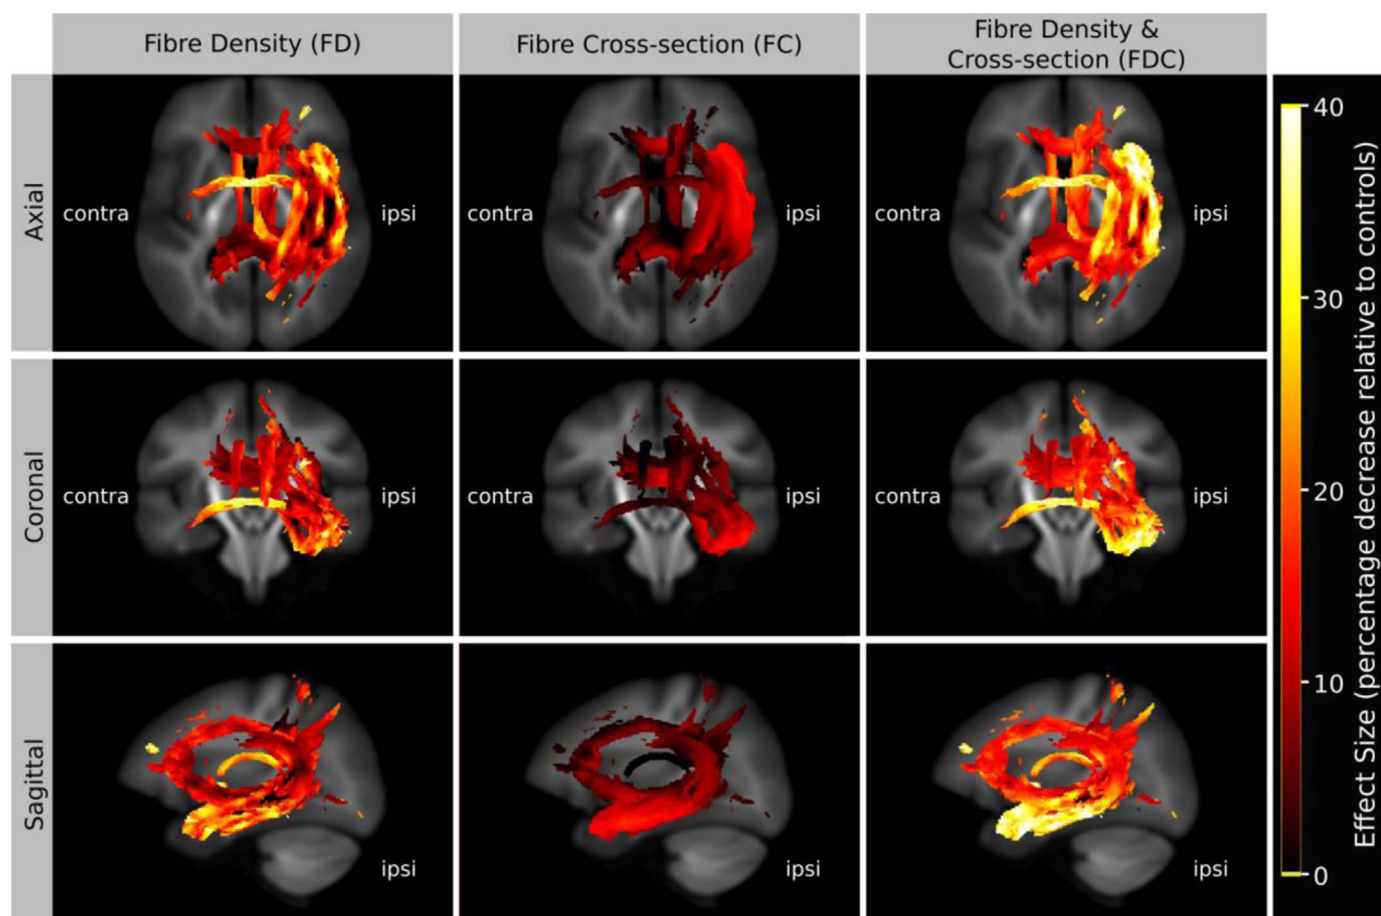 Fibre Density (FD)
Fibre Cross-section (FC)
Fibre Density &
Cross-section (FDC)
Axial
contra
ipsi
contra
ipsi
contra
ipsi
Coronal
contra
ipsi
contra
ipsi
contra
ipsi
Sagittal
ipsi
ipsi
ipsi
40
30
20
10
0
Effect Size (percentage decrease relative to controls)